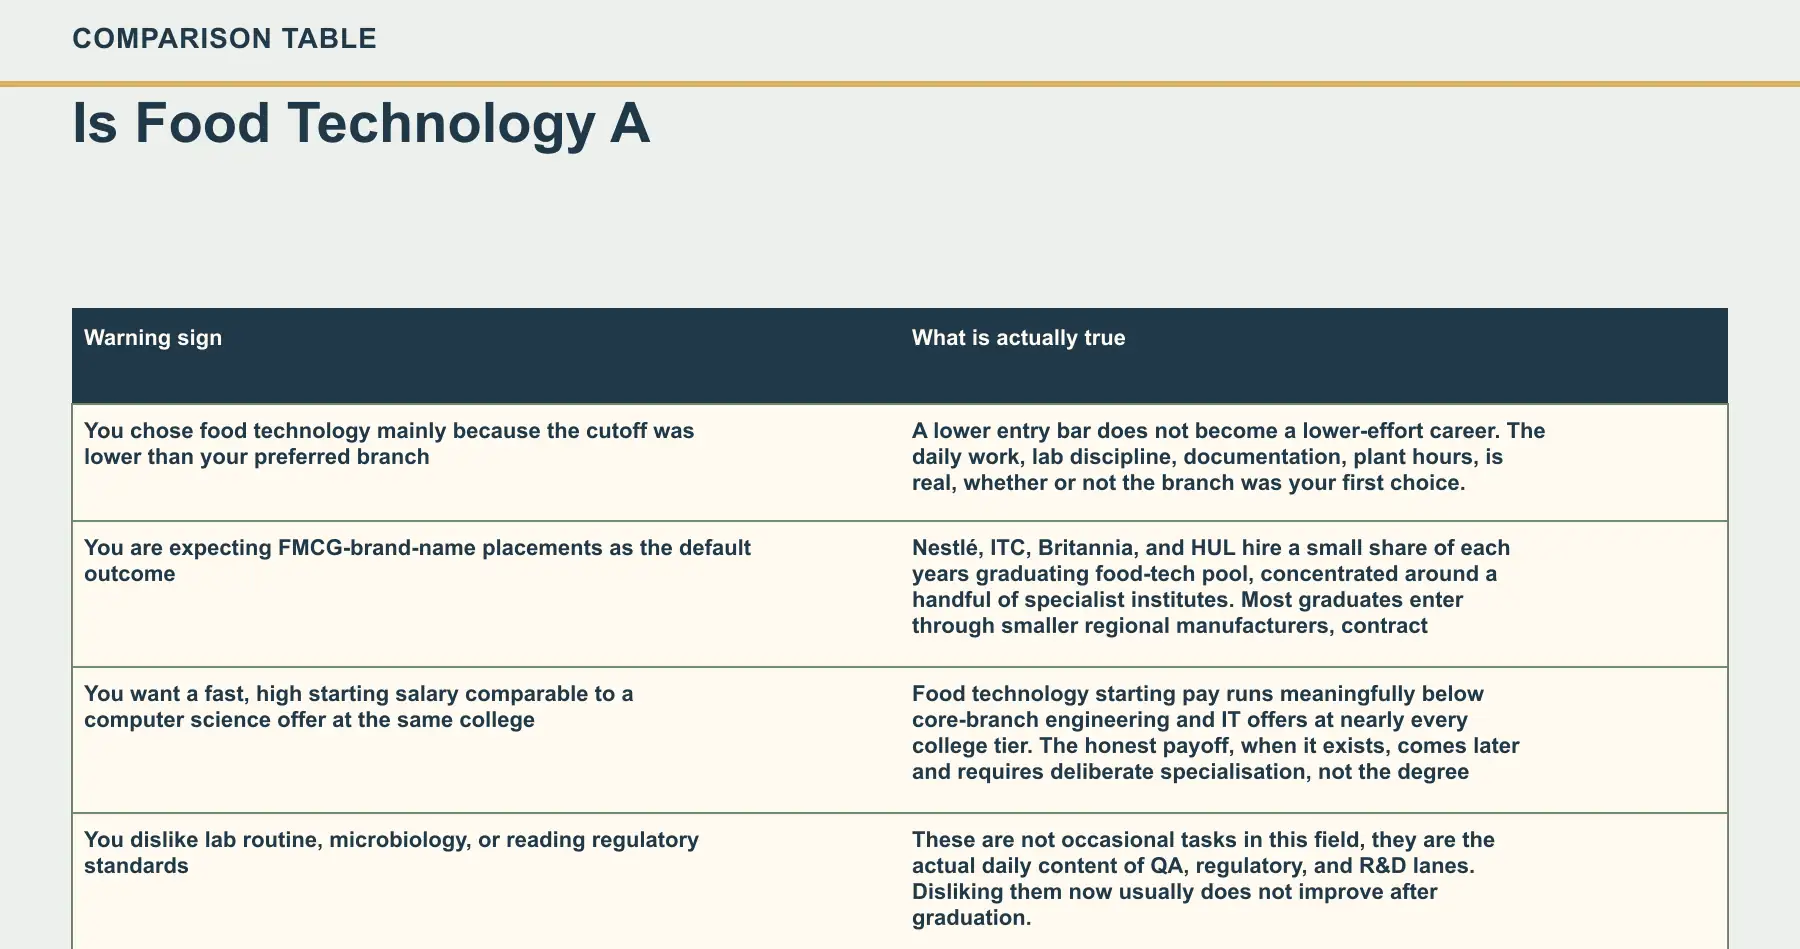 COMPARISON TABLE
Is Food Technology A
Warning sign
What is actually true
You chose food technology mainly because the cutoff was
lower than your preferred branch
A lower entry bar does not become a lower-effort career. The
daily work, lab discipline, documentation, plant hours, is
real, whether or not the branch was your first choice.
You are expecting FMCG-brand-name placements as the default
outcome
Nestlé, ITC, Britannia, and HUL hire a small share of each
years graduating food-tech pool, concentrated around a
handful of specialist institutes. Most graduates enter
through smaller regional manufacturers, contract
You want a fast, high starting salary comparable to a
computer science offer at the same college
Food technology starting pay runs meaningfully below
core-branch engineering and IT offers at nearly every
college tier. The honest payoff, when it exists, comes later
and requires deliberate specialisation, not the degree
You dislike lab routine, microbiology, or reading regulatory
standards
These are not occasional tasks in this field, they are the
actual daily content of QA, regulatory, and R&D lanes.
Disliking them now usually does not improve after
graduation.